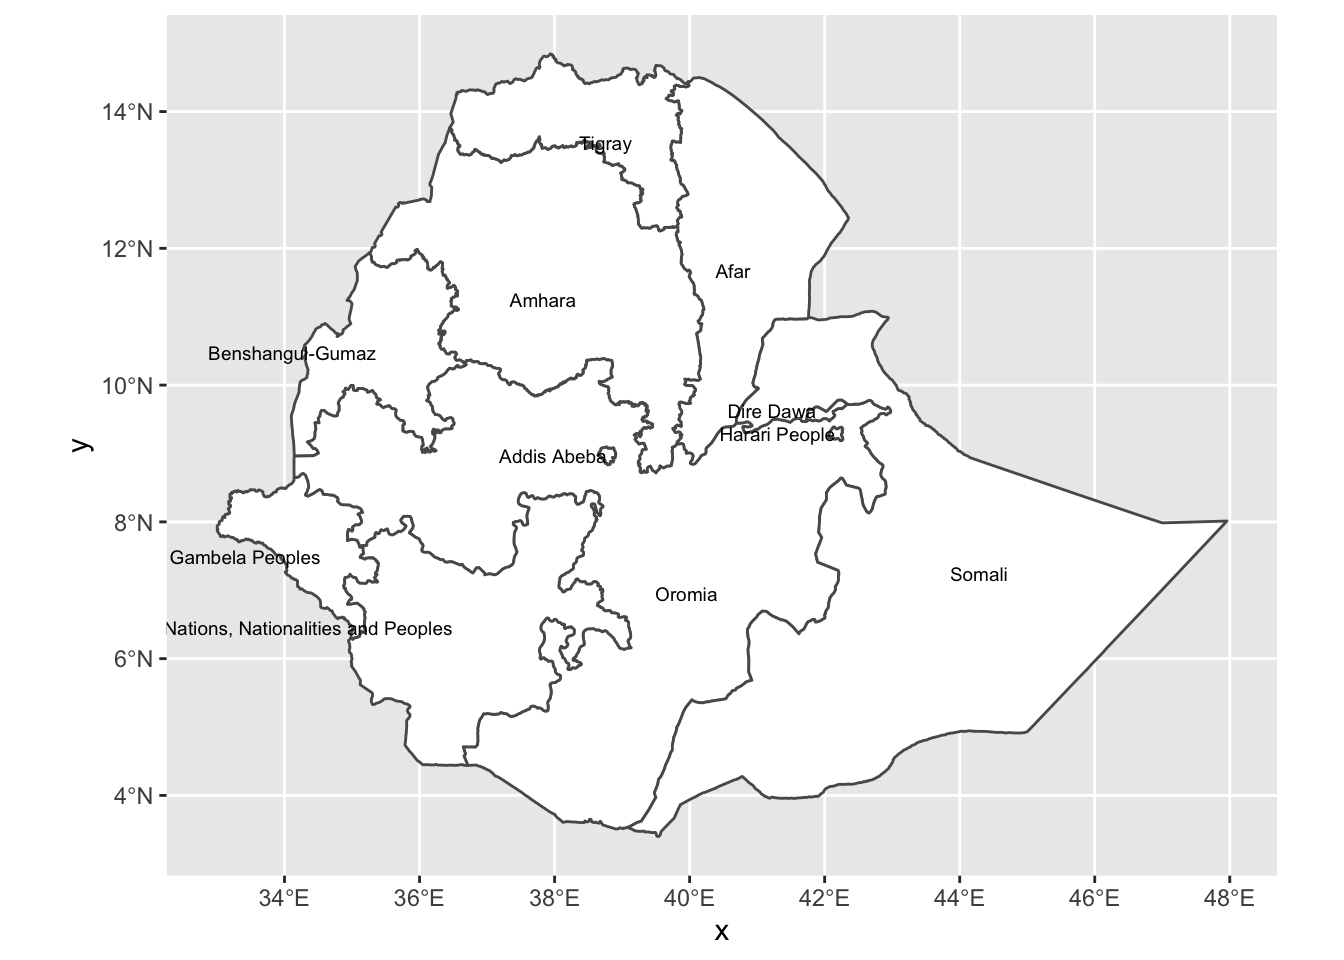 14°N
12°N
10°N
8°N
6°N
4°N
y
Tigray
Afar
Amhara
Benshangul-Gumaz
Dire Dawa
Harari People
Addis Abeba
Gambela Peoples
Somali
Oromia
Nations, Nationalities and Peoples
34°E 36°E 38°E 40°E 42°E 44°E 46°E 48°E
x